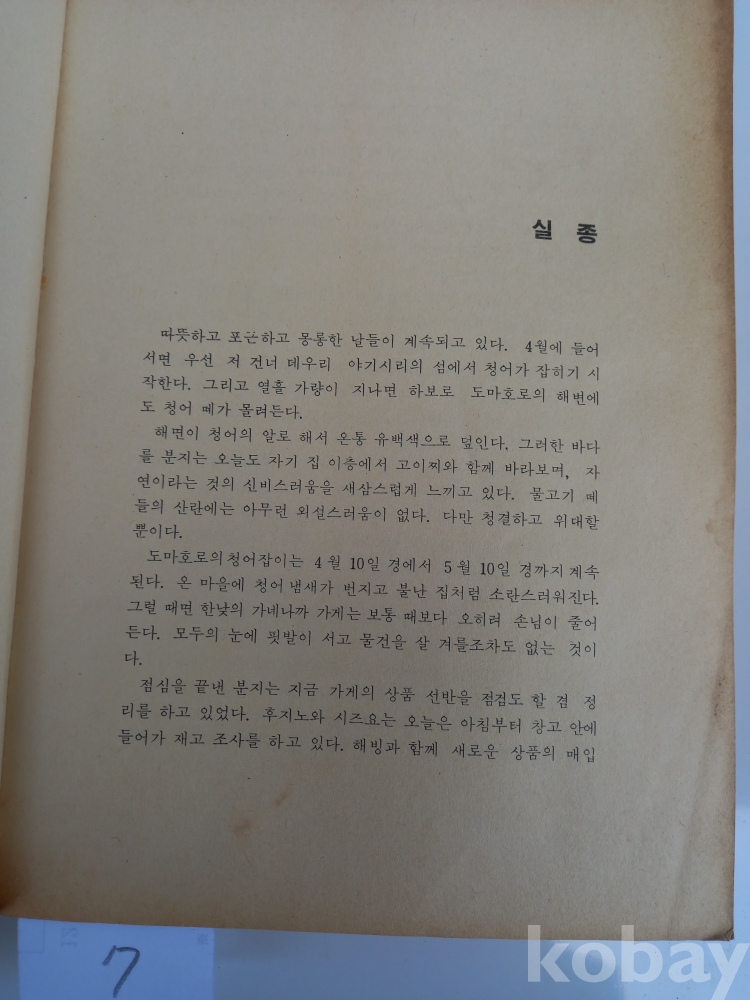 실 종
따뜻하고 포근하고 몽롱한 날들이 계속되고 있다. 4월에 들어
서면 우선 저 건너 데우리 야기시리의 섬에서 청어가 잡히기 시
작한다. 그리고 열흘 가량이 지나면 하보로 도마호로의 해변에
도 청어 떼가 몰려든다.
해면이 청어의 알로 해서 온통 유백색으로 덮인다. 그러한 바다
를 분지는 오늘도 자기 집 이층에서 고이찌와 함께 바라보며, 자
연이라는 것의 신비스러움을 새삼스럽게 느끼고 있다. 물고기 떼
들의 산란에는 아무런 외설스러움이 없다. 다만 청결하고 위대할
뿐이다.
도마호로의 청어잡이는 4월 10일 경에서 5월 10일 경까지 계속
된다. 온 마을에 청어 냄새가 번지고 불난 집처럼 소란스러워진다.
그럴 때면 한낮의 가네나까 가게는 보통 때보다 오히려 손님이 줄어
든다. 모두의 눈에 핏발이 서고 물건을 살 겨를조차도 없는 것이
다.
점심을 끝낸 분지는 지금 가게의 상품 선반을 점검도 할 겸 정
리를 하고 있었다. 후지노와 시즈요는 오늘은 아침부터 창고 안에
들어가 재고 조사를 하고 있다. 해빙과 함께 새로운 상품의 매입
7
kobay